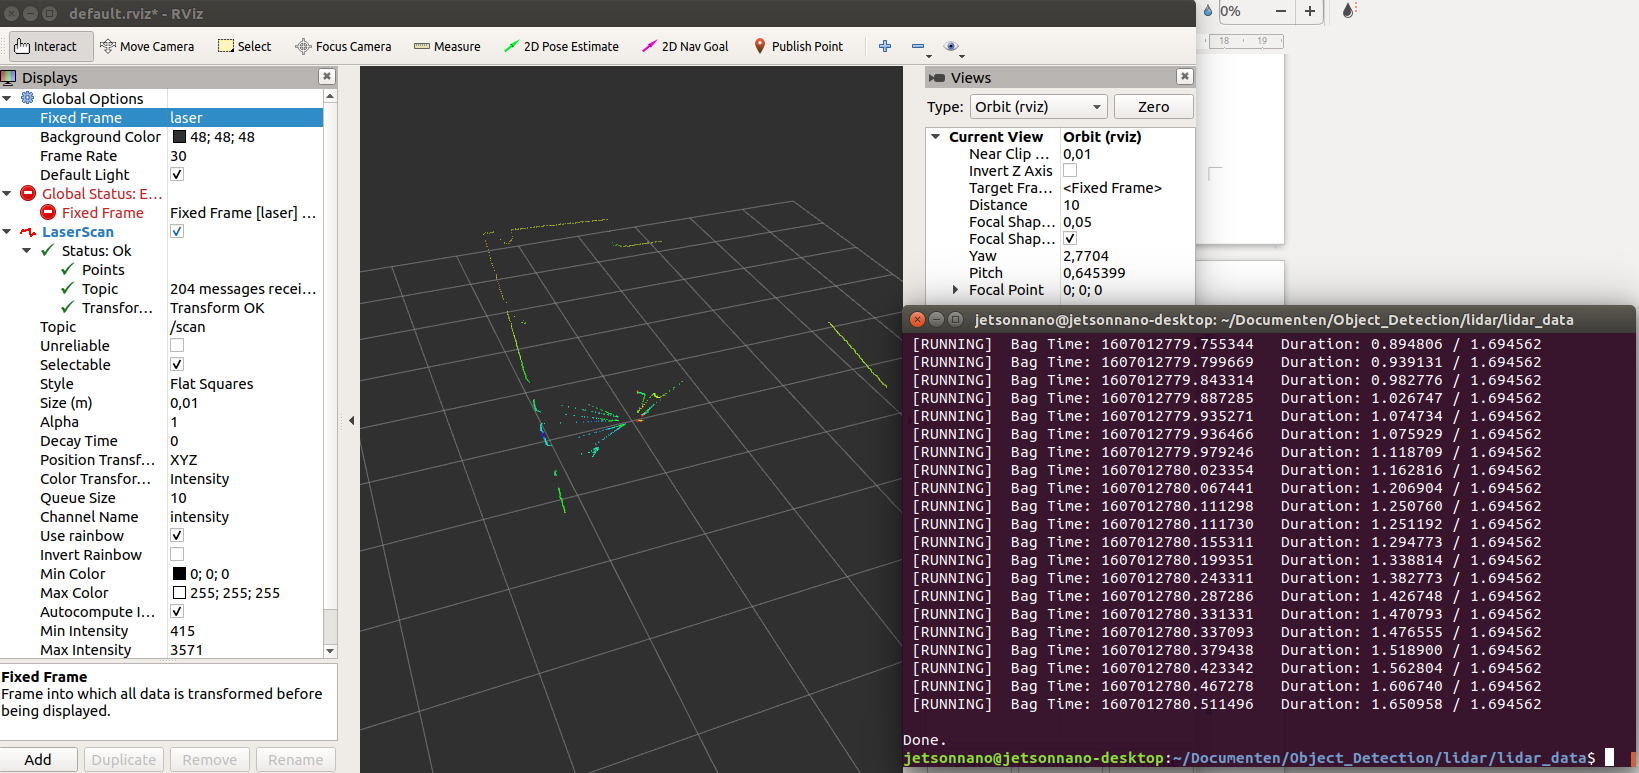 default.rviz* - RViz
Interact Move Camera Select Focus Camera Measure 2D Pose Estimate 2D Nav Goal Publish Point
0%
18 19
Displays
Global Options
Fixed Frame laser
Background Color 48; 48; 48
Frame Rate 30
Default Light
Global Status: E...
Fixed Frame Fixed Frame [laser] ...
LaserScan
Status: Ok
Points
Topic 204 messages recei...
Transfor... Transform OK
Topic /scan
Unreliable
Selectable
Style Flat Squares
Size (m) 0,01
Alpha 1
Decay Time 0
Position Transf... XYZ
Color Transfor... Intensity
Queue Size 10
Channel Name intensity
Use rainbow
Invert Rainbow
Min Color 0; 0; 0
Max Color 255; 255; 255
Autocompute I...
Min Intensity 415
Max Intensity 3571
Fixed Frame
Frame into which all data is transformed before
being displayed.
Add Duplicate Remove Rename
Views
Type: Orbit (rviz) Zero
Current View Orbit (rviz)
Near Clip ... 0,01
Invert Z Axis
Target Fra... <Fixed Frame>
Distance 10
Focal Shap... 0,05
Focal Shap...
Yaw 2,7704
Pitch 0,645399
Focal Point 0; 0; 0
jetsonnano@jetsonnano-desktop: ~/Documenten/Object_Detection/lidar/lidar_data
[RUNNING] Bag Time: 1607012779.755344 Duration: 0.894806 / 1.694562
[RUNNING] Bag Time: 1607012779.799669 Duration: 0.939131 / 1.694562
[RUNNING] Bag Time: 1607012779.843314 Duration: 0.982776 / 1.694562
[RUNNING] Bag Time: 1607012779.887285 Duration: 1.026747 / 1.694562
[RUNNING] Bag Time: 1607012779.935271 Duration: 1.074734 / 1.694562
[RUNNING] Bag Time: 1607012779.936466 Duration: 1.075929 / 1.694562
[RUNNING] Bag Time: 1607012779.979246 Duration: 1.118709 / 1.694562
[RUNNING] Bag Time: 1607012780.023354 Duration: 1.162816 / 1.694562
[RUNNING] Bag Time: 1607012780.067441 Duration: 1.206904 / 1.694562
[RUNNING] Bag Time: 1607012780.111298 Duration: 1.250760 / 1.694562
[RUNNING] Bag Time: 1607012780.111730 Duration: 1.251192 / 1.694562
[RUNNING] Bag Time: 1607012780.155311 Duration: 1.294773 / 1.694562
[RUNNING] Bag Time: 1607012780.199351 Duration: 1.338814 / 1.694562
[RUNNING] Bag Time: 1607012780.243311 Duration: 1.382773 / 1.694562
[RUNNING] Bag Time: 1607012780.287286 Duration: 1.426748 / 1.694562
[RUNNING] Bag Time: 1607012780.331331 Duration: 1.470793 / 1.694562
[RUNNING] Bag Time: 1607012780.337093 Duration: 1.476555 / 1.694562
[RUNNING] Bag Time: 1607012780.379438 Duration: 1.518900 / 1.694562
[RUNNING] Bag Time: 1607012780.423342 Duration: 1.562804 / 1.694562
[RUNNING] Bag Time: 1607012780.467278 Duration: 1.606740 / 1.694562
[RUNNING] Bag Time: 1607012780.511496 Duration: 1.650958 / 1.694562
Done.
jetsonnano@jetsonnano-desktop:~/Documenten/Object_Detection/lidar/lidar_data$